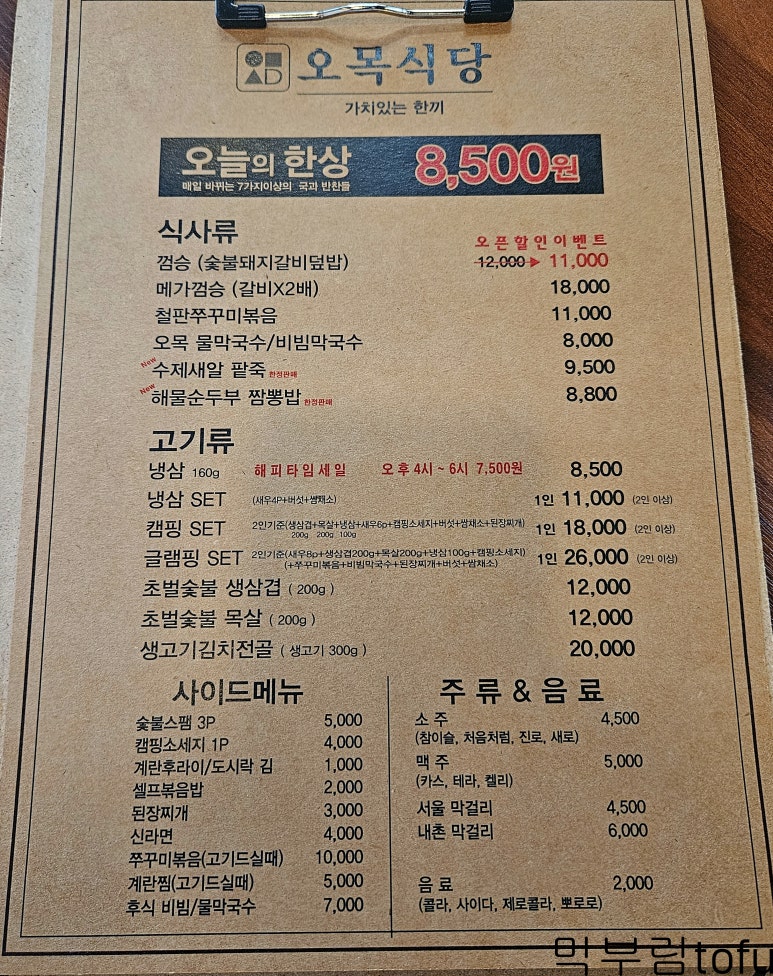 오목식당
가치있는 한끼
오늘의 한상 8,500원
매일 바뀌는 7가지이상의 국과 반찬들
식사류
오픈할인이벤트
껌승 (숯불돼지갈비덮밥) 12,000 ▶ 11,000
메가껌승 (갈비X2배) 18,000
철판쭈꾸미볶음 11,000
오목 물막국수/비빔막국수 8,000
New 수제새알 팥죽 한정판매 9,500
New 해물순두부 짬뽕밥 한정판매 8,800
고기류
냉삼 160g 해피타임세일 오후 4시 ~ 6시 7,500원 8,500
냉삼 SET (새우4P+버섯+쌈채소) 1인 11,000 (2인 이상)
캠핑 SET 2인기준(생삼겹+목살+냉삼+새우6p+캠핑소세지+버섯+쌈채소+된장찌개) 1인 18,000 (2인 이상)
200g 200g 100g
글램핑 SET 2인기준(새우8p+생삼겹200g+목살200g+냉삼100g+캠핑소세지) 1인 26,000 (2인 이상)
(+쭈꾸미볶음+비빔막국수+된장찌개+버섯+쌈채소)
초벌숯불 생삼겹 ( 200g ) 12,000
초벌숯불 목살 ( 200g ) 12,000
생고기김치전골 ( 생고기 300g ) 20,000
사이드메뉴
숯불스팸 3P 5,000
캠핑소세지 1P 4,000
계란후라이/도시락 김 1,000
셀프볶음밥 2,000
된장찌개 3,000
신라면 4,000
쭈꾸미볶음(고기드실때) 10,000
계란찜(고기드실때) 5,000
후식 비빔/물막국수 7,000
주 류 & 음 료
소 주 4,500
(참이슬, 처음처럼, 진로, 새로)
맥 주 5,000
(카스, 테라, 켈리)
서울 막걸리 4,500
내촌 막걸리 6,000
음 료 2,000
(콜라, 사이다, 제로콜라, 뽀로로)
먹부림tofu